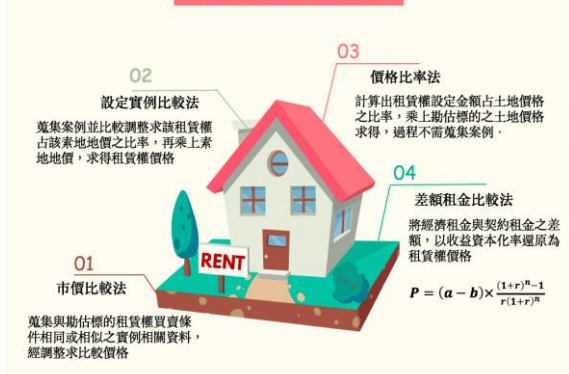 01
市價比較法
蒐集與勘估標的租賃權買賣條
件相同或相似之實例相關資料，
經調整求比較價格
02
設定實例比較法
蒐集案例並比較調整求該租賃權
占該素地地價之比率，再乘上素
地地價，求得租賃權價格
03
價格比率法
計算出租賃權設定金額占土地價格
之比率，乘上勘估標的之土地價格
求得，過程不需蒐集案例．
04
差額租金比較法
將經濟租金與契約租金之差
額，以收益資本化率還原為
租賃權價格
P = (a − b)× (1+r)ⁿ−1 / r(1+r)ⁿ
RENT